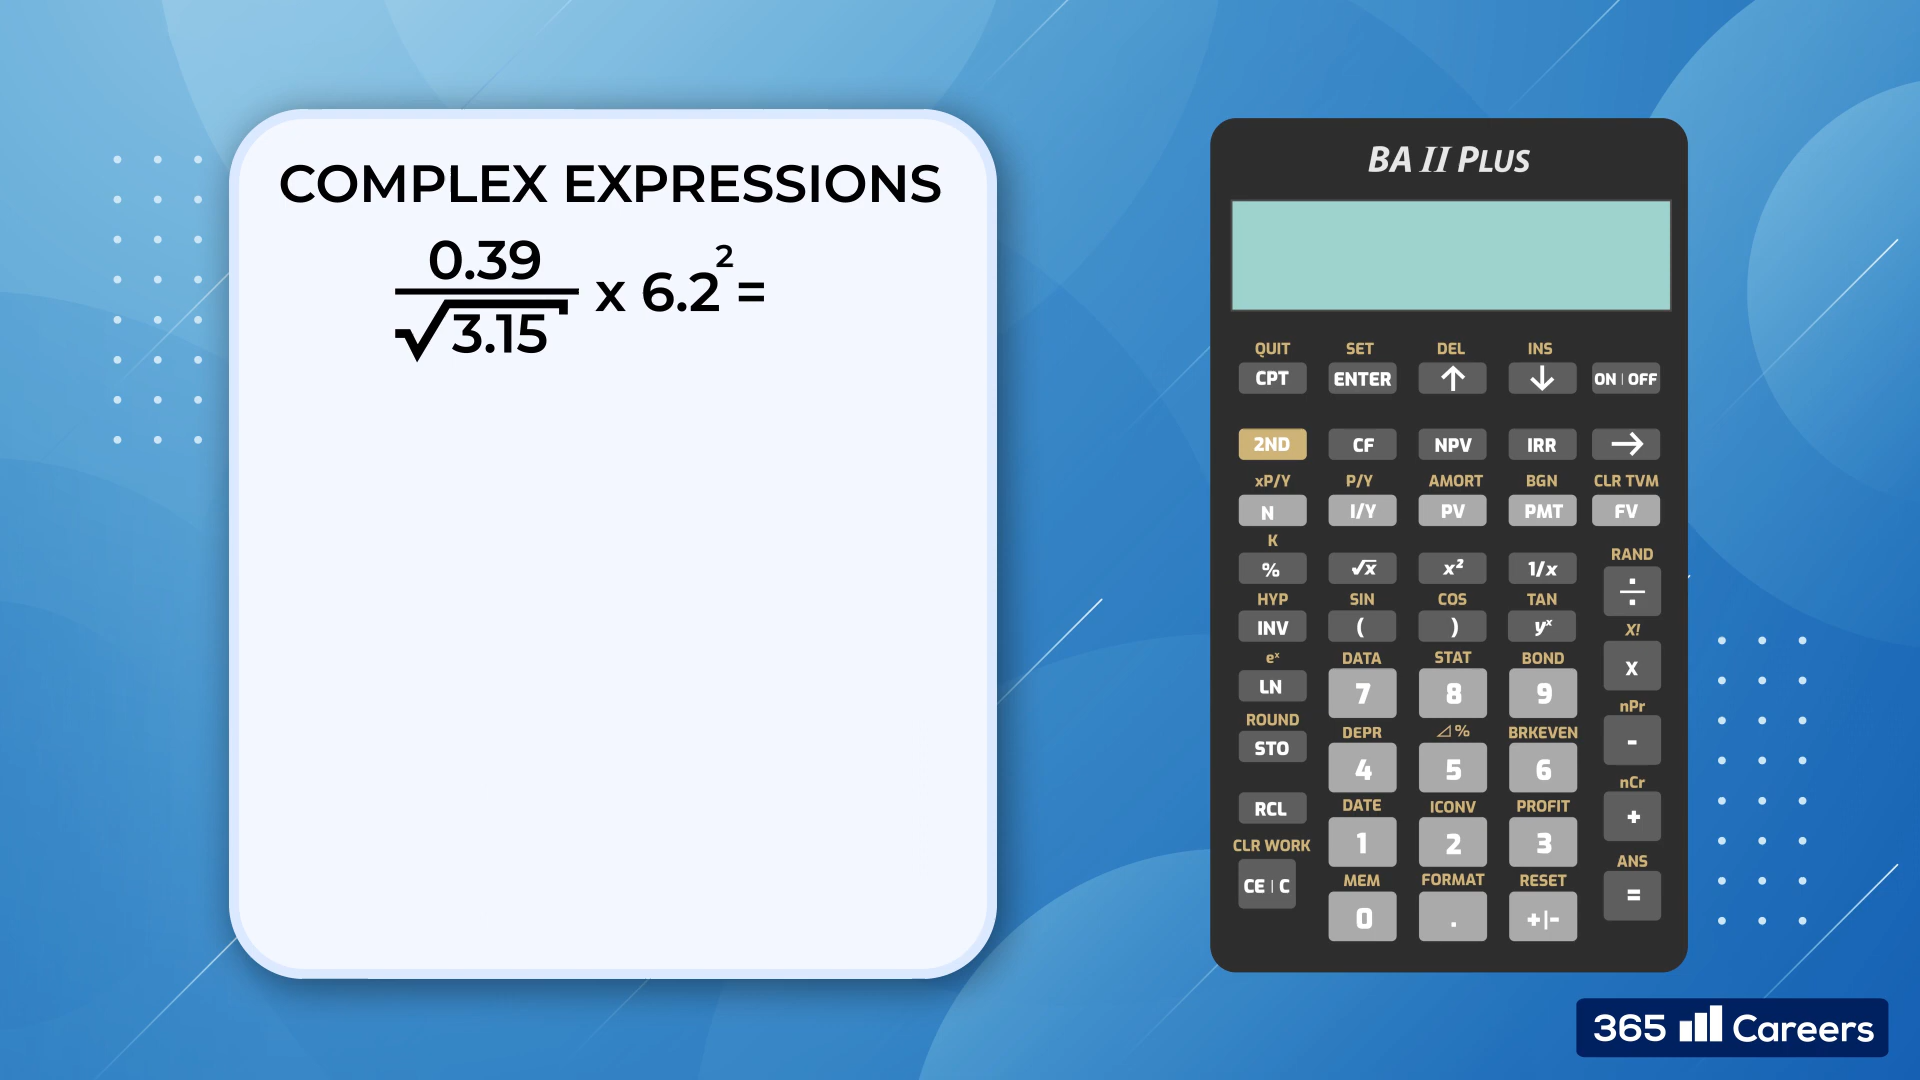 COMPLEX EXPRESSIONS
0.39
√3.15
x 6.2² =
BA II PLUS
QUIT SET DEL INS
CPT ENTER ↑ ↓ ON | OFF
2ND CF NPV IRR →
xP/Y P/Y AMORT BGN CLR TVM
N I/Y PV PMT FV
K RAND
% √x x² 1/x ÷
HYP SIN COS TAN X!
INV ( ) yˣ x
eˣ DATA STAT BOND
LN 7 8 9
ROUND DEPR ⊿% BRKEVEN nPr
STO 4 5 6 -
DATE ICONV PROFIT nCr
RCL 1 2 3 +
CLR WORK MEM FORMAT RESET ANS
CE | C 0 . +|- =
365 Careers